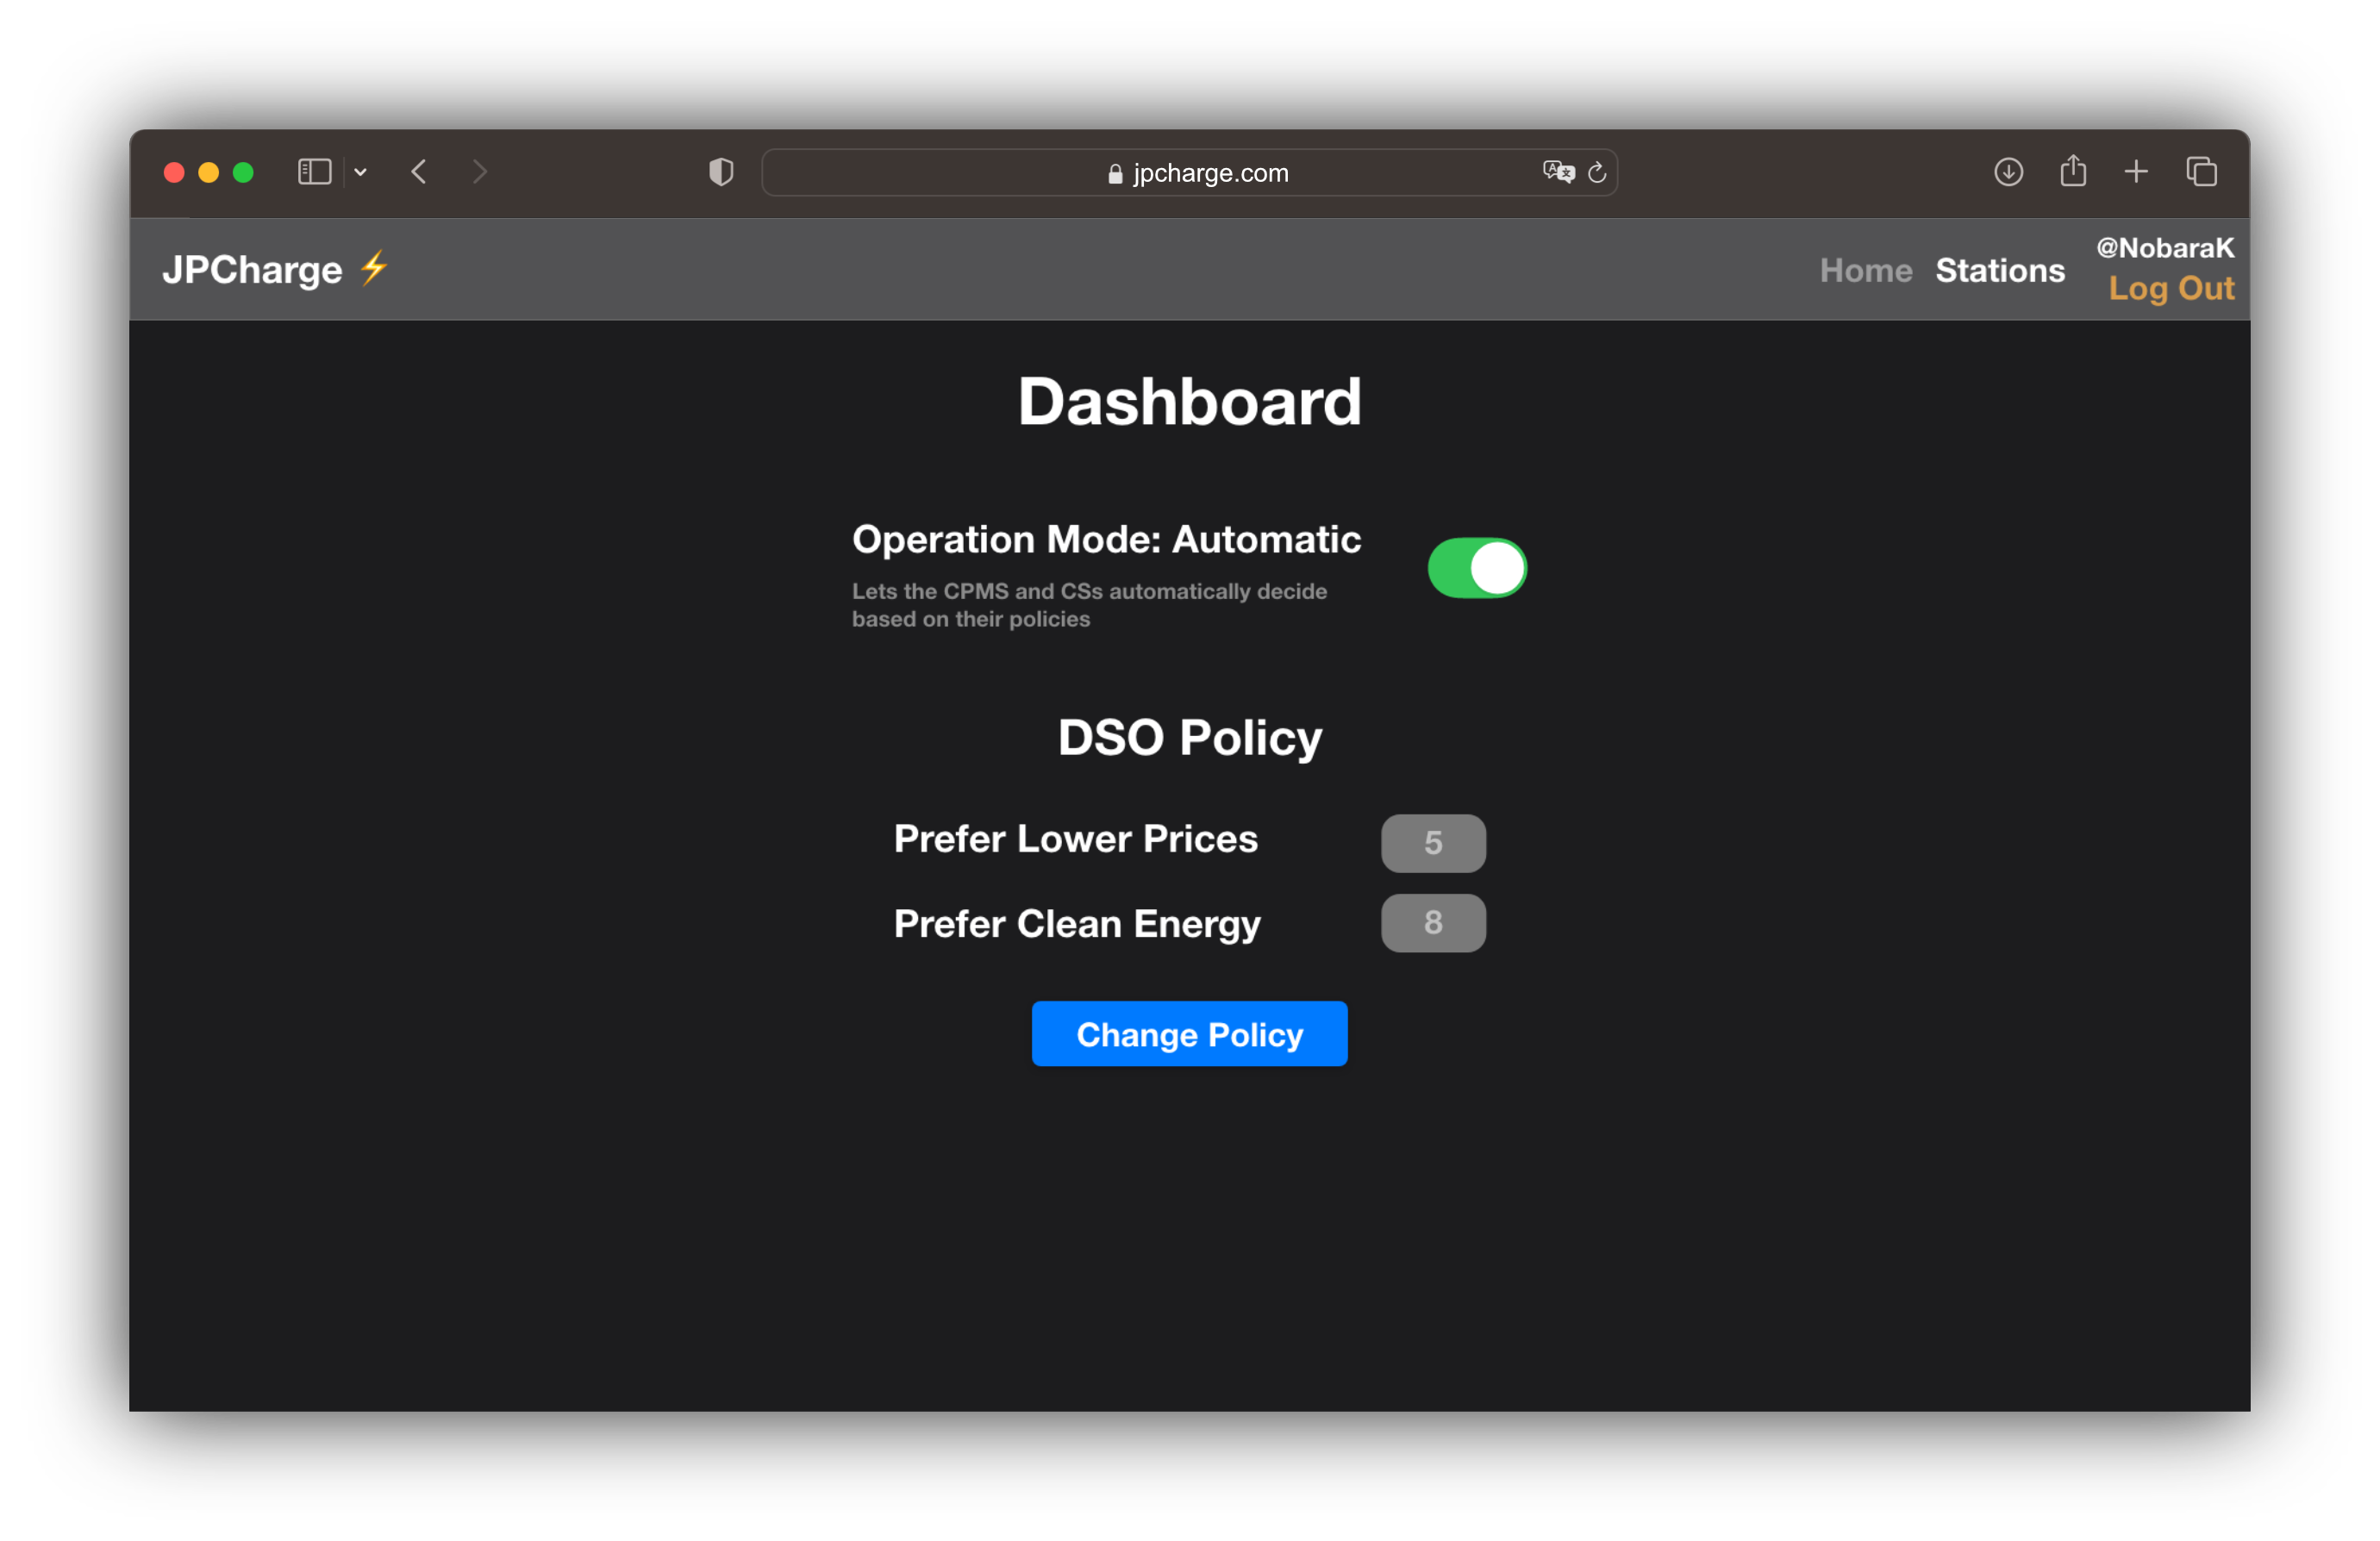 jpcharge.com
JPCharge ⚡
Home Stations
@NobaraK
Log Out
Dashboard
Operation Mode: Automatic
Lets the CPMS and CSs automatically decide
based on their policies
DSO Policy
Prefer Lower Prices 5
Prefer Clean Energy 8
Change Policy